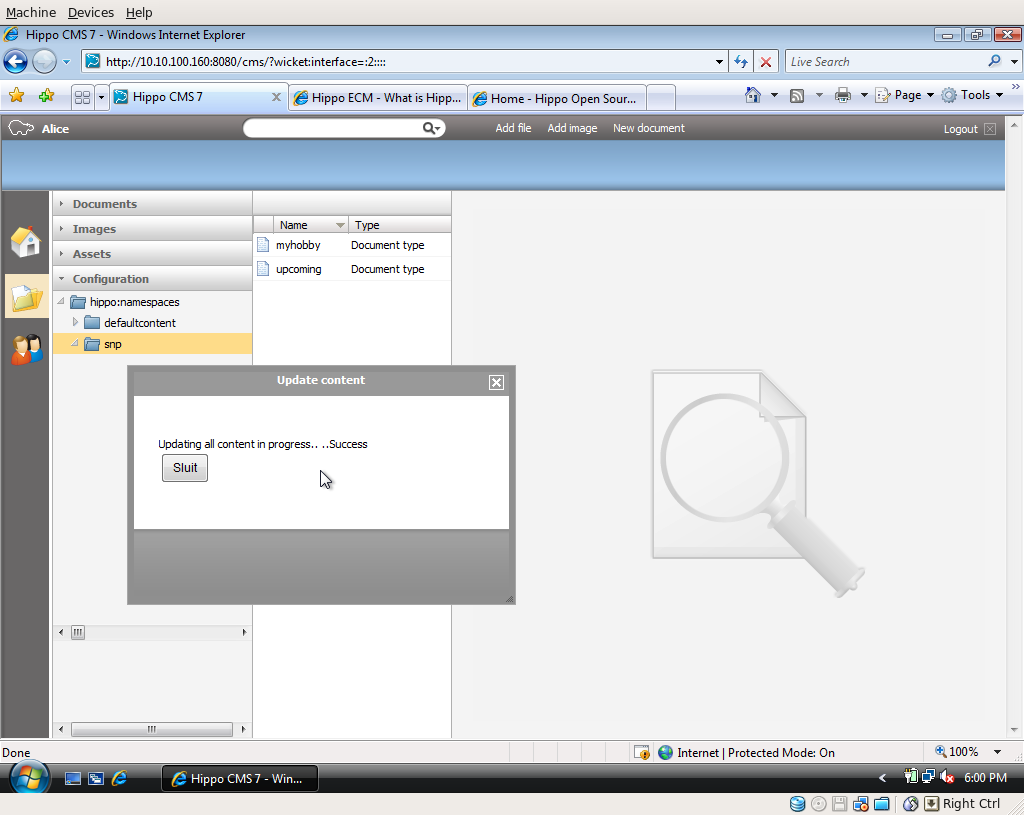 Machine Devices Help
Hippo CMS 7 - Windows Internet Explorer
http://10.10.100.160:8080/cms/?wicket:interface=:2::::
Live Search
Hippo CMS 7
Hippo ECM - What is Hipp...
Home - Hippo Open Sour...
Page
Tools
Alice
Add file
Add image
New document
Logout
Documents
Images
Assets
Configuration
hippo:namespaces
defaultcontent
snp
Name Type
myhobby Document type
upcoming Document type
Update content
Updating all content in progress.. ..Success
Sluit
Done
Internet | Protected Mode: On
100%
Hippo CMS 7 - Win...
6:00 PM
Right Ctrl